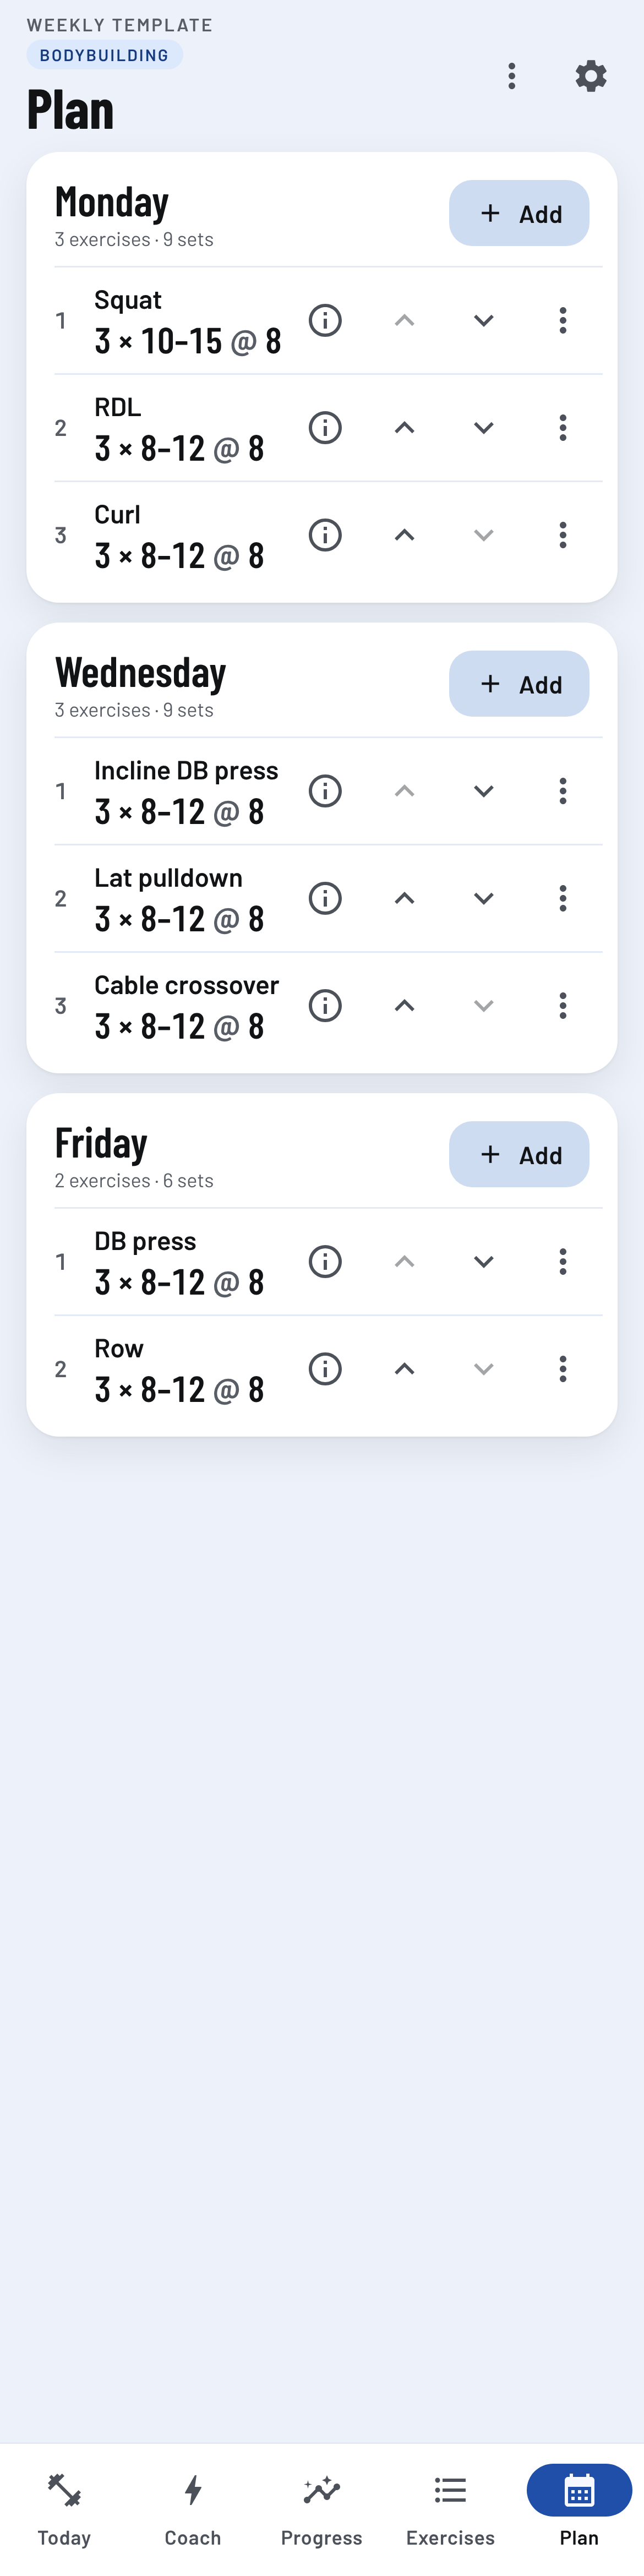 WEEKLY TEMPLATE
BODYBUILDING
Plan
Monday
3 exercises · 9 sets
+ Add
1
Squat
3 × 10–15 @ 8
2
RDL
3 × 8–12 @ 8
3
Curl
3 × 8–12 @ 8
Wednesday
3 exercises · 9 sets
+ Add
1
Incline DB press
3 × 8–12 @ 8
2
Lat pulldown
3 × 8–12 @ 8
3
Cable crossover
3 × 8–12 @ 8
Friday
2 exercises · 6 sets
+ Add
1
DB press
3 × 8–12 @ 8
2
Row
3 × 8–12 @ 8
Today Coach Progress Exercises Plan